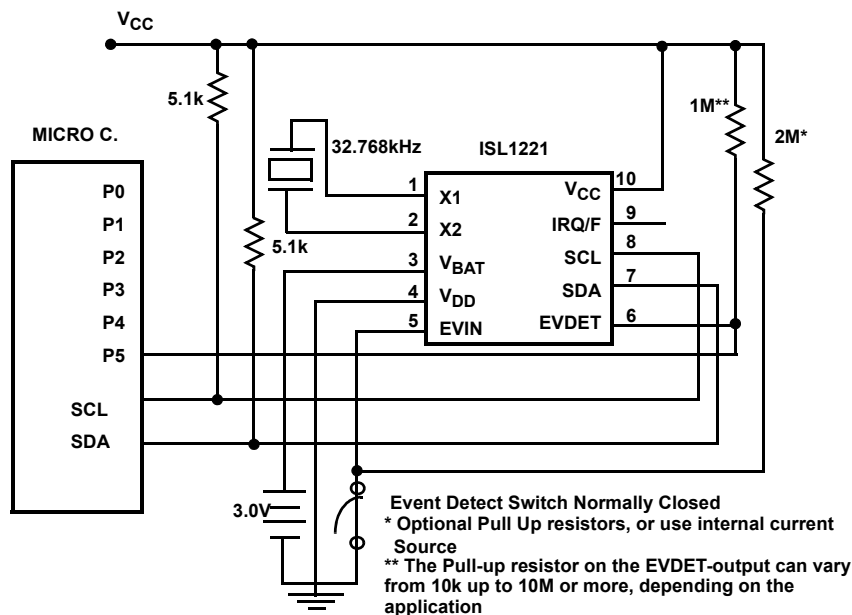 VCC
5.1k
1M**
MICRO C.
32.768kHz
ISL1221
2M*
P0
P1
P2
P3
P4
P5
SCL
SDA
5.1k
1
2
3
4
5
X1
X2
VBAT
VDD
EVIN
VCC
IRQ/F
SCL
SDA
EVDET
10
9
8
7
6
3.0V
Event Detect Switch Normally Closed
* Optional Pull Up resistors, or use internal current
Source
** The Pull-up resistor on the EVDET-output can vary
from 10k up to 10M or more, depending on the
application